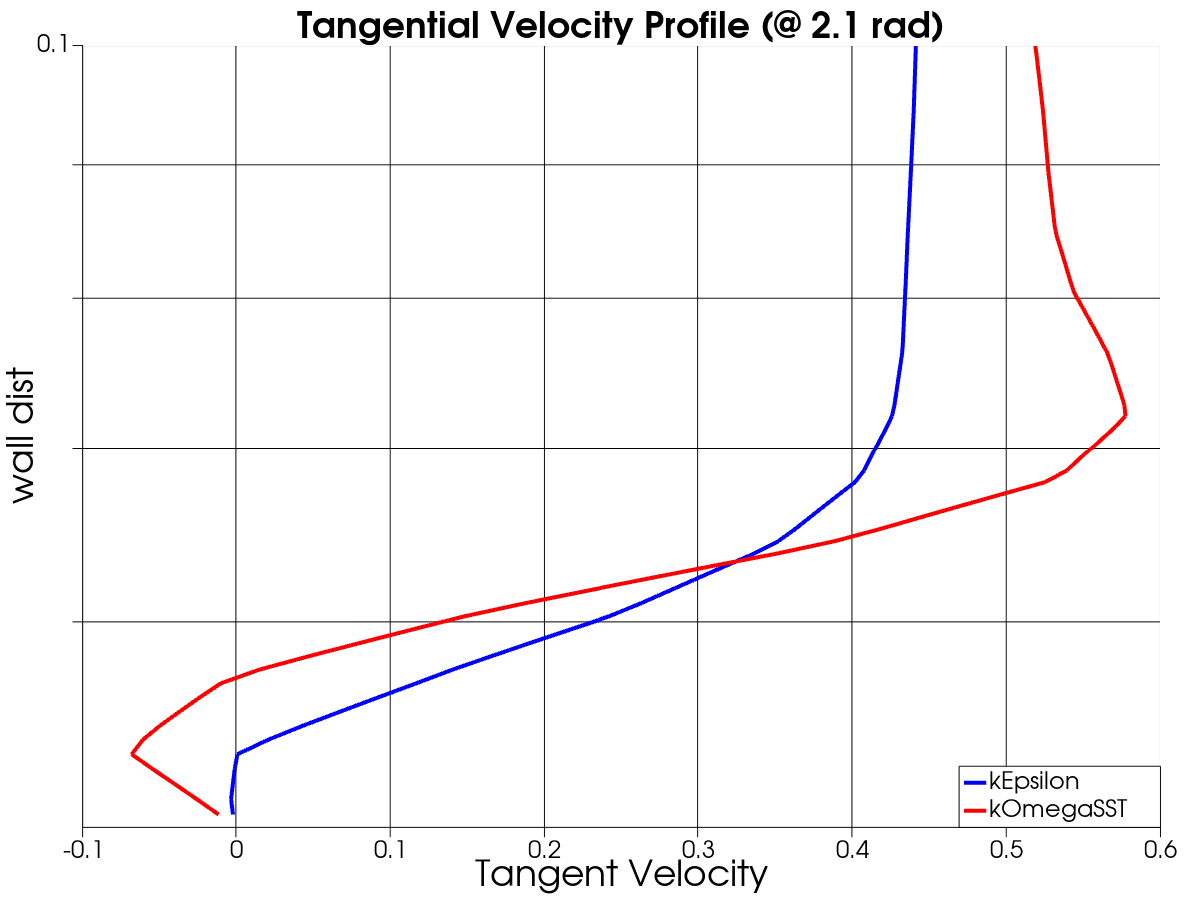 Tangential Velocity Profile (@ 2.1 rad)
0.1
wall dist
-0.1 0 0.1 0.2 0.3 0.4 0.5 0.6
Tangent Velocity
kEpsilon
kOmegaSST